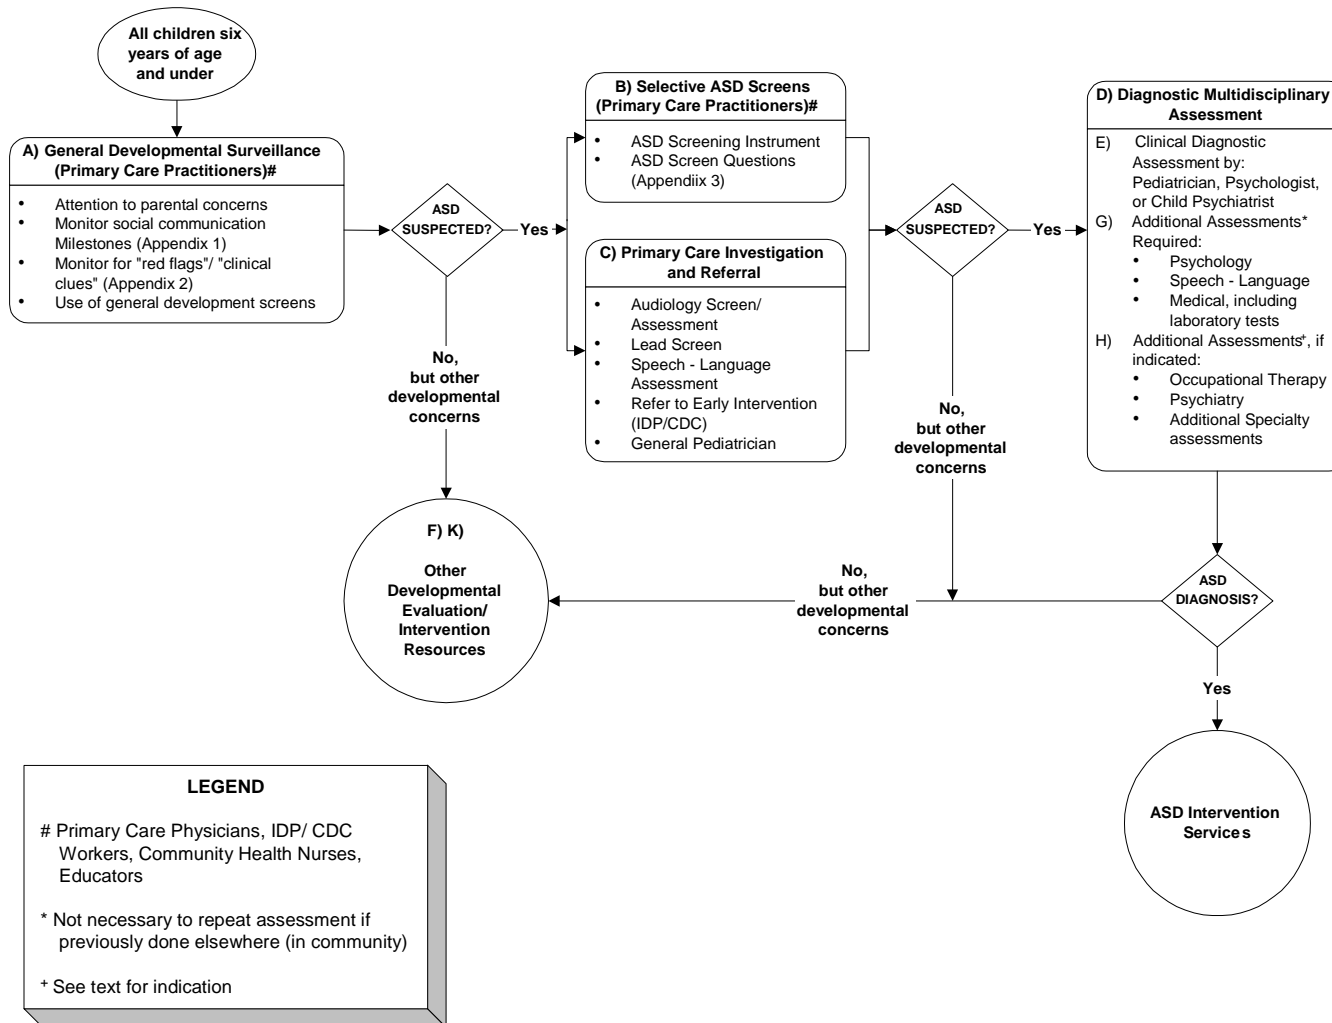 All children six
years of age
and under
A) General Developmental Surveillance
(Primary Care Practitioners)#
• Attention to parental concerns
• Monitor social communication
Milestones (Appendix 1)
• Monitor for "red flags"/ "clinical
clues" (Appendix 2)
• Use of general development screens
ASD
SUSPECTED?
Yes
No,
but other
developmental
concerns
B) Selective ASD Screens
(Primary Care Practitioners)#
• ASD Screening Instrument
• ASD Screen Questions
(Appendiix 3)
C) Primary Care Investigation
and Referral
• Audiology Screen/
Assessment
• Lead Screen
• Speech - Language
Assessment
• Refer to Early Intervention
(IDP/CDC)
• General Pediatrician
ASD
SUSPECTED?
Yes
No,
but other
developmental
concerns
D) Diagnostic Multidisciplinary
Assessment
E) Clinical Diagnostic
Assessment by:
Pediatrician, Psychologist,
or Child Psychiatrist
G) Additional Assessments*
Required:
• Psychology
• Speech - Language
• Medical, including
laboratory tests
H) Additional Assessments+, if
indicated:
• Occupational Therapy
• Psychiatry
• Additional Specialty
assessments
ASD
DIAGNOSIS?
No,
but other
developmental
concerns
F) K)
Other
Developmental
Evaluation/
Intervention
Resources
Yes
ASD Intervention
Services
LEGEND
# Primary Care Physicians, IDP/ CDC
Workers, Community Health Nurses,
Educators
* Not necessary to repeat assessment if
previously done elsewhere (in community)
+ See text for indication